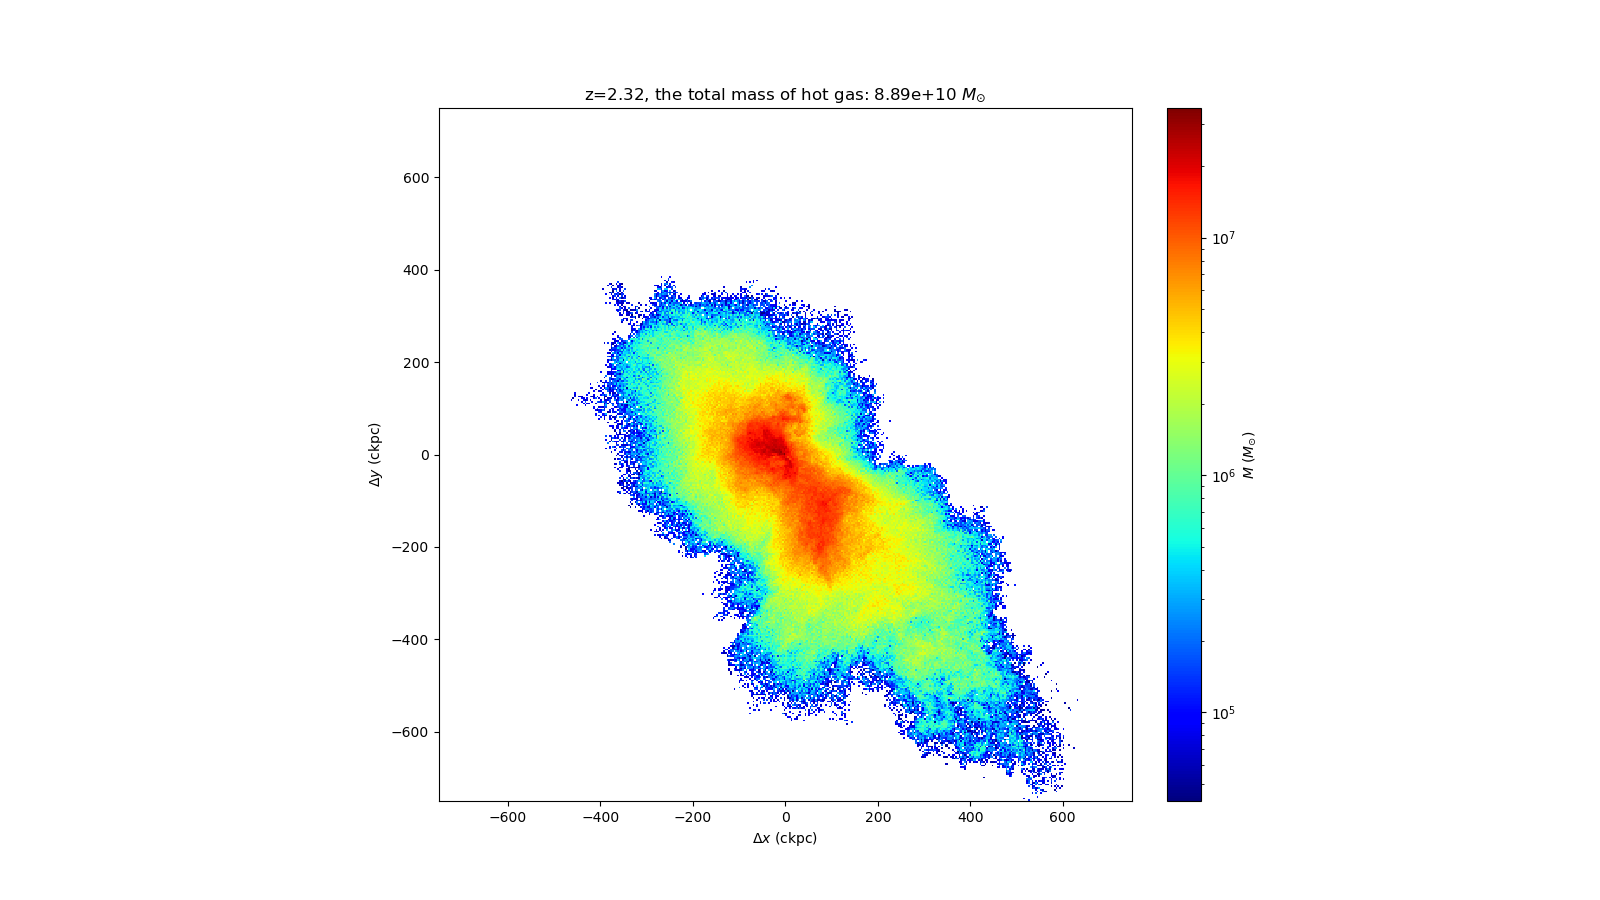 z=2.32, the total mass of hot gas: 8.89e+10 M⊙
600
400
200
0
−200
−400
−600
Δy (ckpc)
−600 −400 −200 0 200 400 600
Δx (ckpc)
10⁷
10⁶
10⁵
M (M⊙)